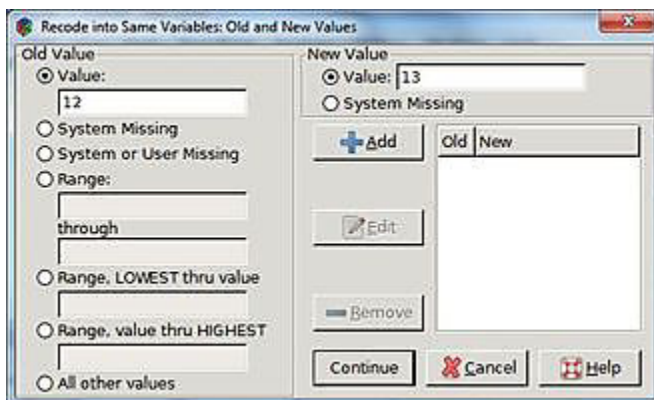 Recode into Same Variables: Old and New Values
Old Value
Value:
12
System Missing
System or User Missing
Range:
through
Range, LOWEST thru value
Range, value thru HIGHEST
All other values
New Value
Value: 13
System Missing
Add
Edit
Remove
Old New
Continue
Cancel
Help